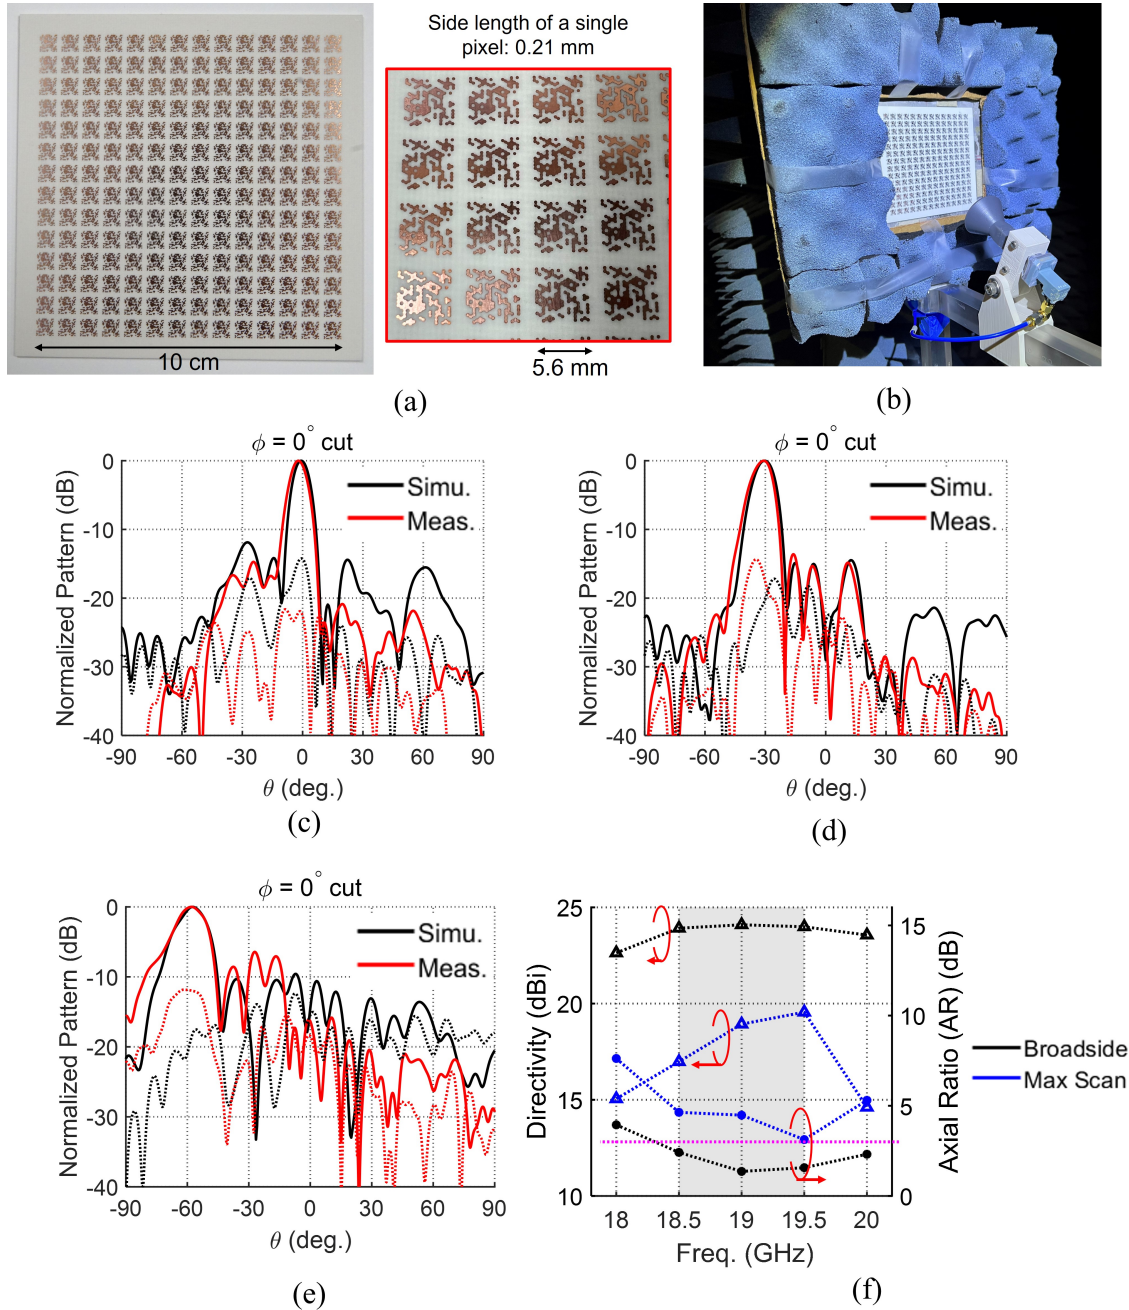 Side length of a single
pixel: 0.21 mm
10 cm
5.6 mm
(a)
(b)
ϕ = 0° cut
Normalized Pattern (dB)
0
-10
-20
-30
-40
Simu.
Meas.
-90 -60 -30 0 30 60 90
θ (deg.)
(c)
ϕ = 0° cut
Normalized Pattern (dB)
0
-10
-20
-30
-40
Simu.
Meas.
-90 -60 -30 0 30 60 90
θ (deg.)
(d)
ϕ = 0° cut
Normalized Pattern (dB)
0
-10
-20
-30
-40
Simu.
Meas.
-90 -60 -30 0 30 60 90
θ (deg.)
(e)
Directivity (dBi)
25
20
15
10
15
10
5
0
Axial Ratio (AR) (dB)
Broadside
Max Scan
18 18.5 19 19.5 20
Freq. (GHz)
(f)